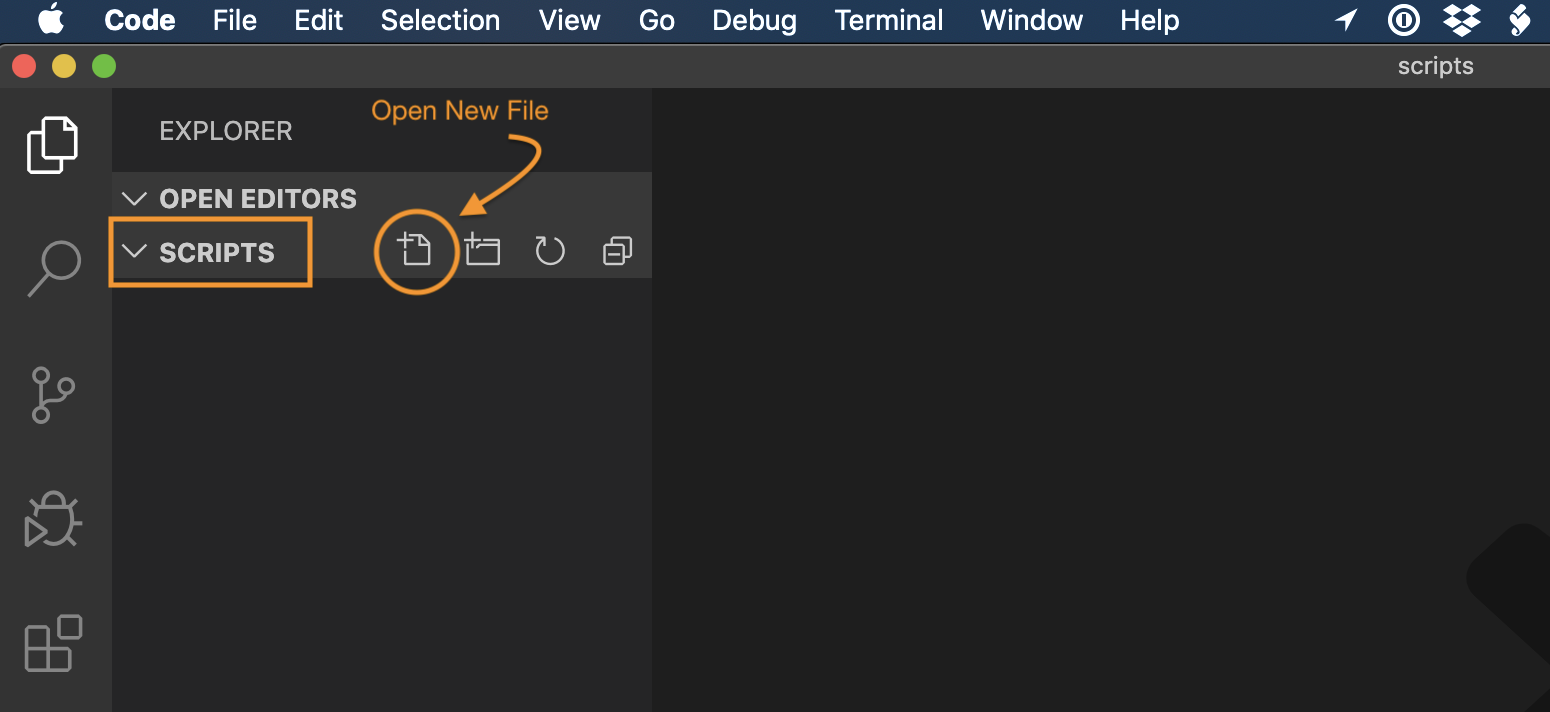 Code File Edit Selection View Go Debug Terminal Window Help
scripts
Open New File
EXPLORER
OPEN EDITORS
SCRIPTS